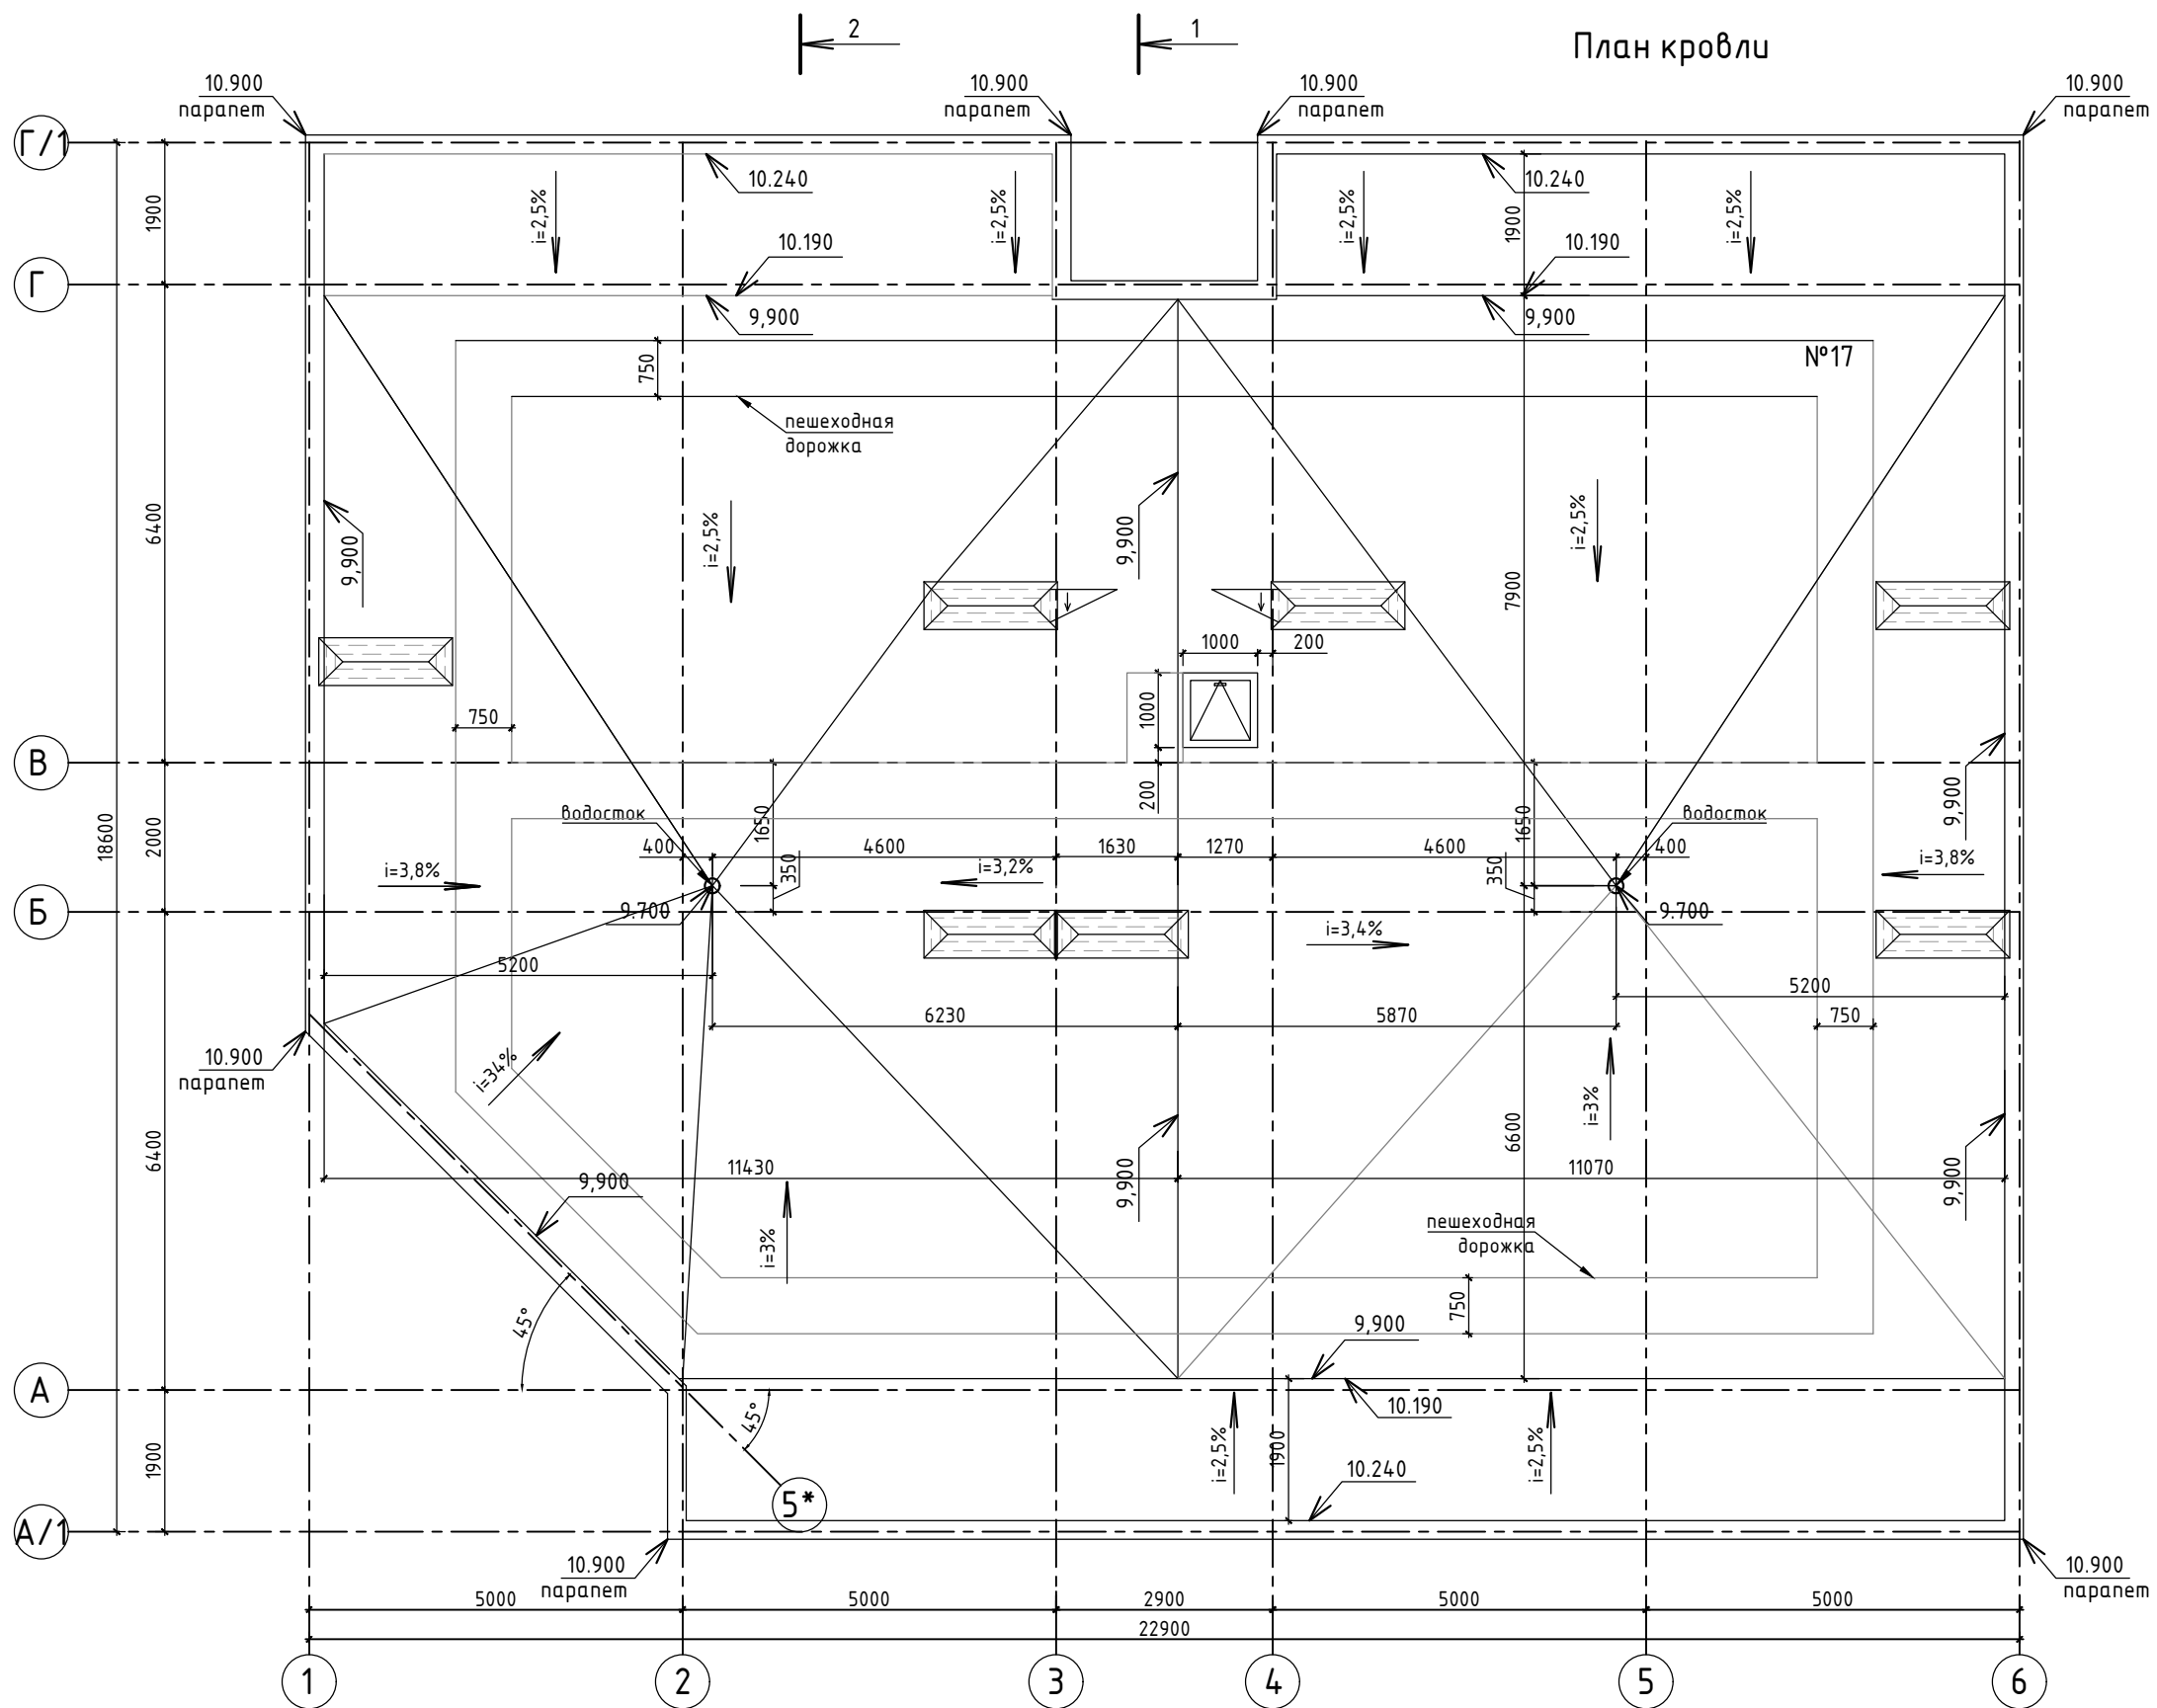 2
1
План кровли
10.900
парапет
10.900
парапет
10.900
парапет
10.900
парапет
Г/1
10.240
10.240
i=2,5%
i=2,5%
i=2,5%
i=2,5%
1900
1900
10.190
10.190
Г
9,900
9,900
№17
750
пешеходная
дорожка
6400
9,900
i=2,5%
9,900
i=2,5%
7900
1000
200
1000
750
В
200
9,900
18600
2000
водосток
1650
1650
водосток
400
4600
1630
1270
4600
400
i=3,8%
350
i=3,2%
350
i=3,8%
Б
9.700
9.700
i=3,4%
5200
5200
6230
5870
750
10.900
парапет
i=34%
i=3%
6400
6600
11430
11070
9,900
9,900
9,900
i=3%
пешеходная
дорожка
750
45°
9,900
А
10.190
45°
i=2,5%
1900
i=2,5%
1900
10.240
5*
А/1
10.900
парапет
10.900
парапет
5000
5000
2900
5000
5000
22900
1
2
3
4
5
6